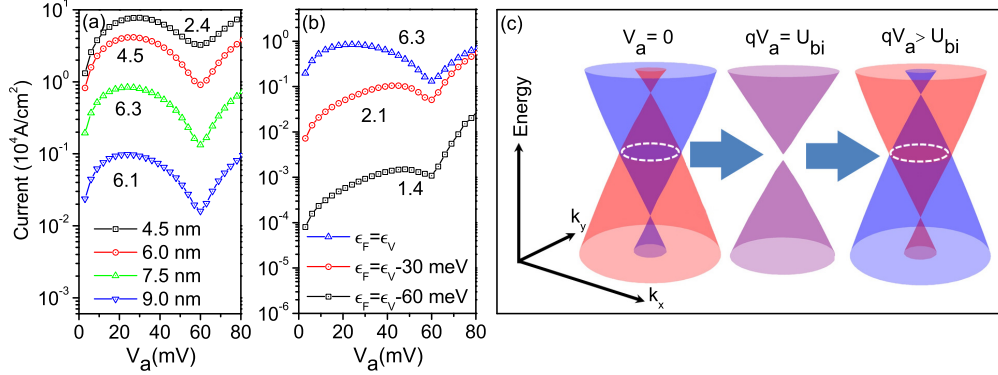 (a)
2.4
4.5
6.3
6.1
4.5 nm
6.0 nm
7.5 nm
9.0 nm
Current (10⁴A/cm²)
10¹
10⁰
10⁻¹
10⁻²
10⁻³
0 20 40 60 80
Vₐ(mV)
(b)
6.3
2.1
1.4
ϵF=ϵV
ϵF=ϵV-30 meV
ϵF=ϵV-60 meV
10¹
10⁰
10⁻¹
10⁻²
10⁻³
10⁻⁴
10⁻⁵
10⁻⁶
0 20 40 60 80
Vₐ(mV)
(c)
Vₐ= 0
qVₐ= Ubi
qVₐ> Ubi
Energy
ky
kx